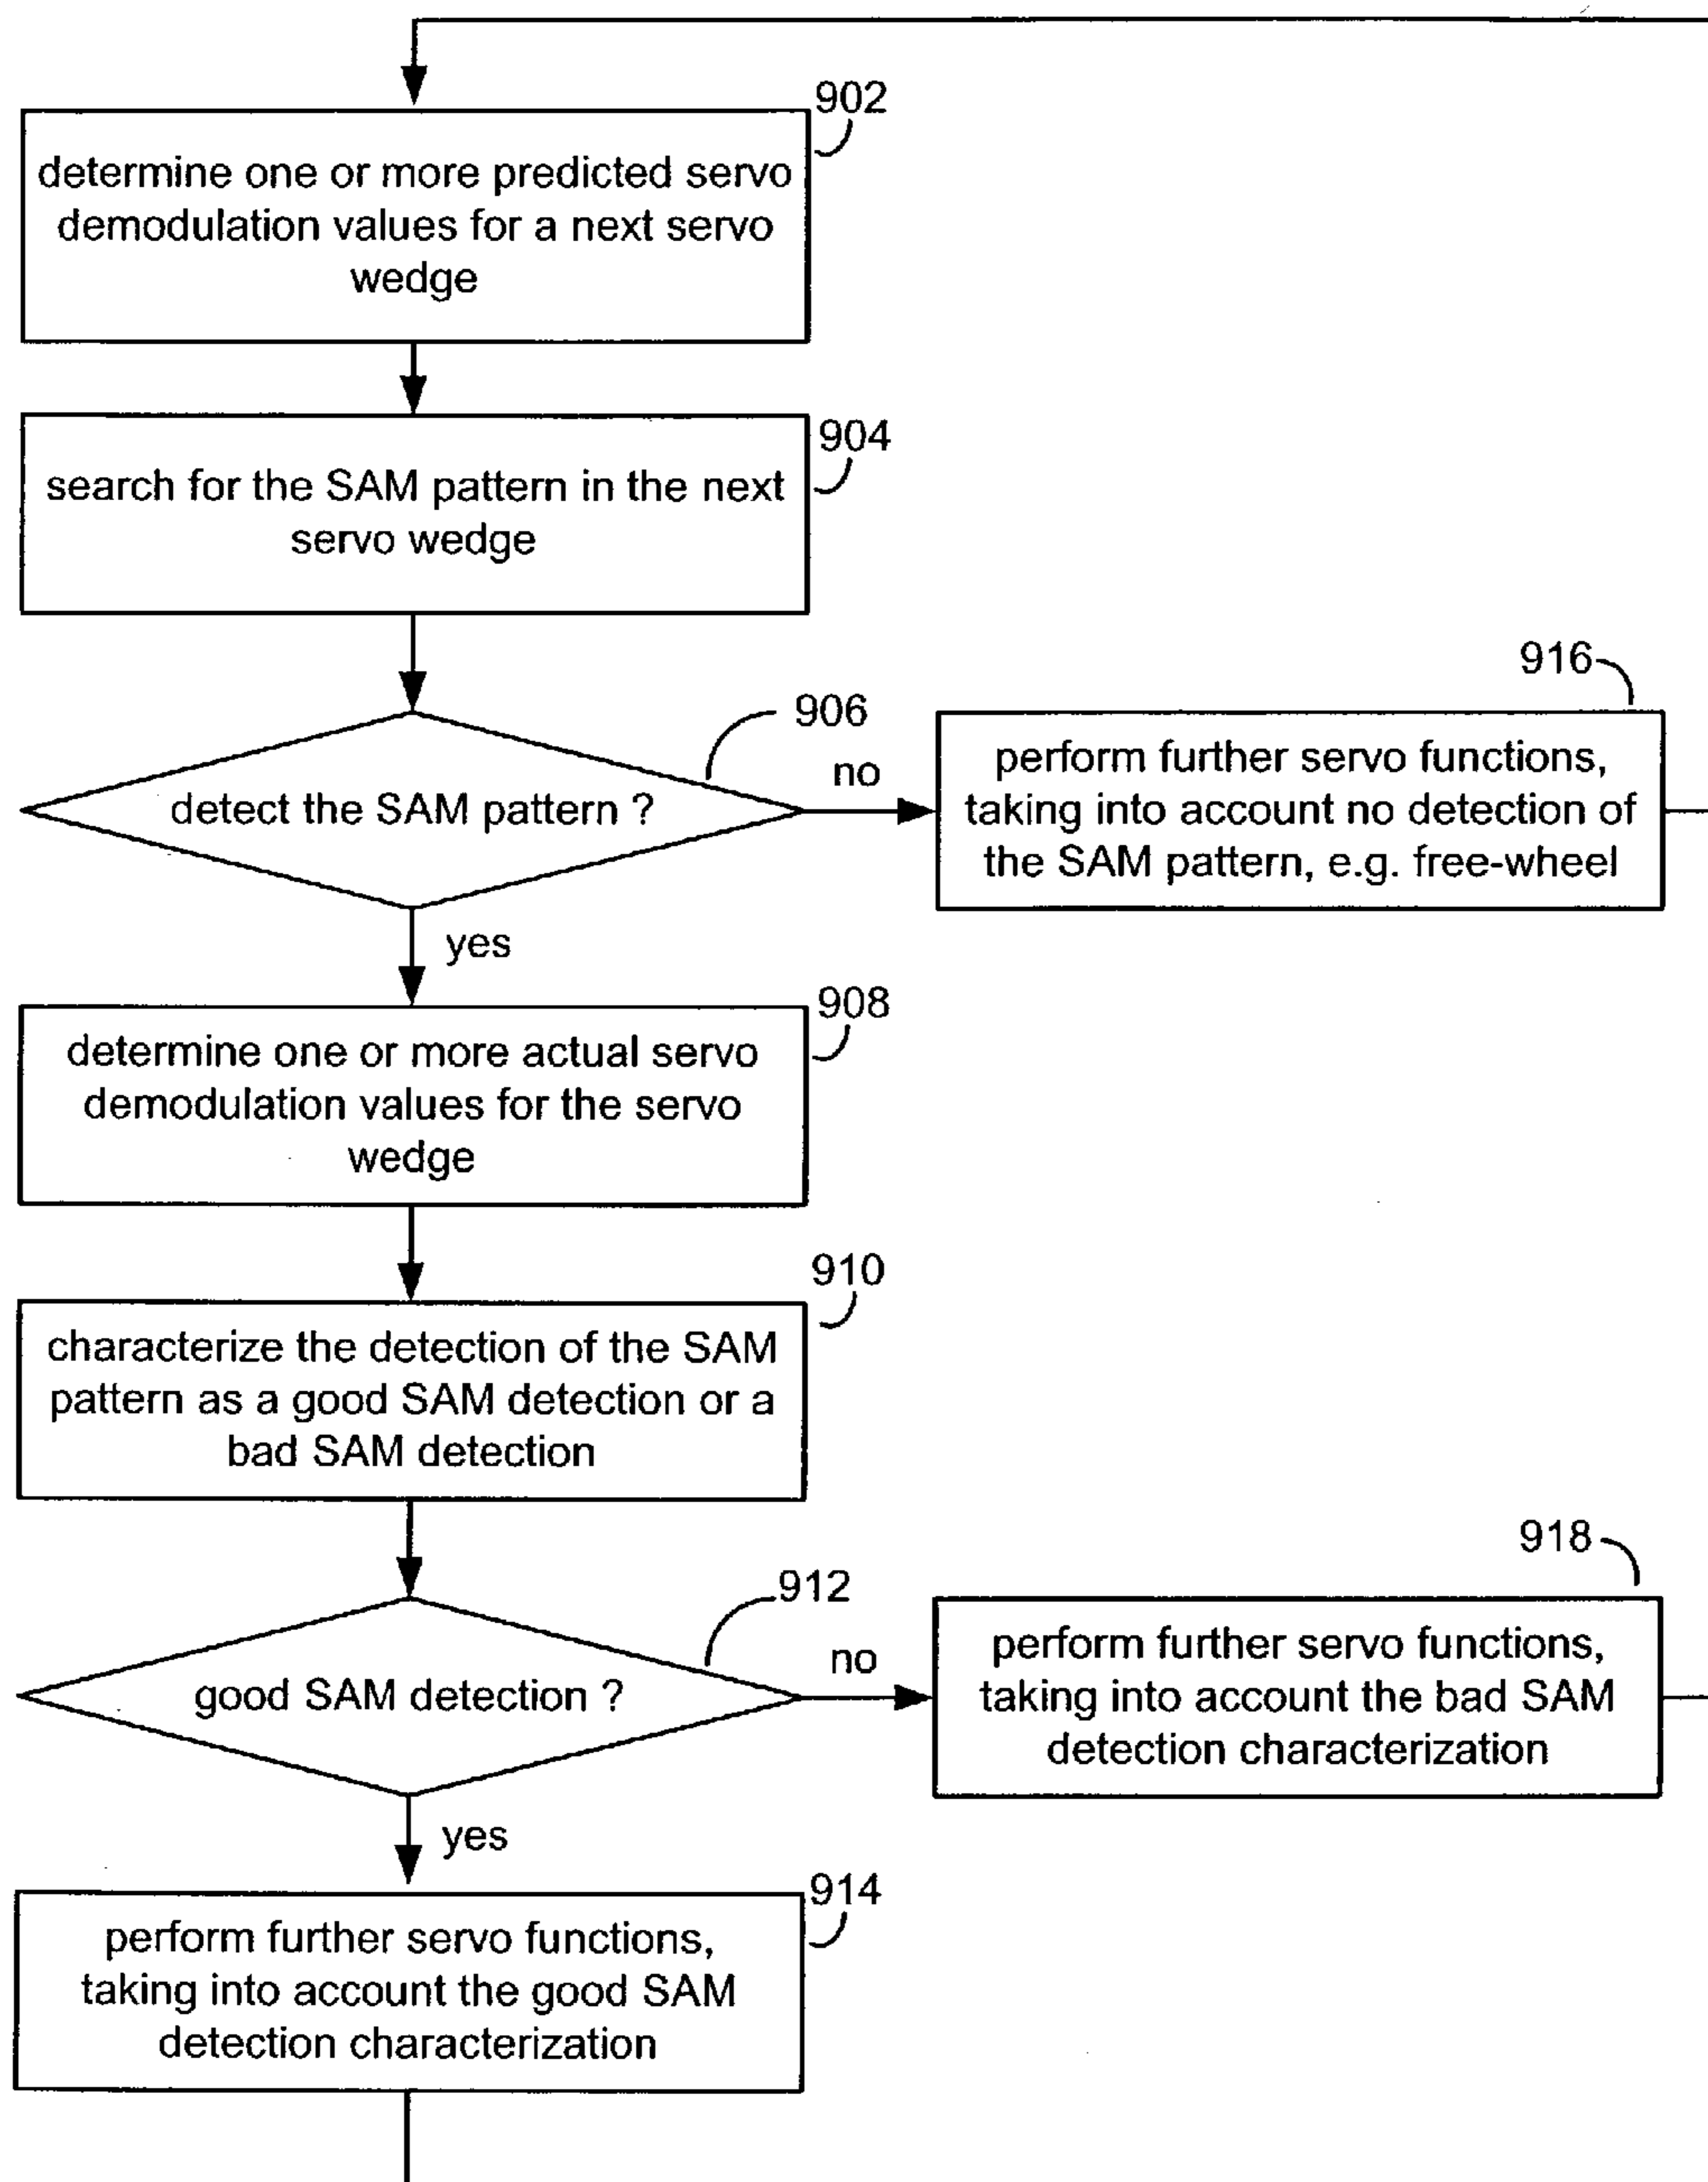 902
determine one or more predicted servo
demodulation values for a next servo
wedge
904
search for the SAM pattern in the next
servo wedge
906
detect the SAM pattern ?
no
916
perform further servo functions,
taking into account no detection of
the SAM pattern, e.g. free-wheel
yes
908
determine one or more actual servo
demodulation values for the servo
wedge
910
characterize the detection of the SAM
pattern as a good SAM detection or a
bad SAM detection
912
good SAM detection ?
no
918
perform further servo functions,
taking into account the bad SAM
detection characterization
yes
914
perform further servo functions,
taking into account the good SAM
detection characterization